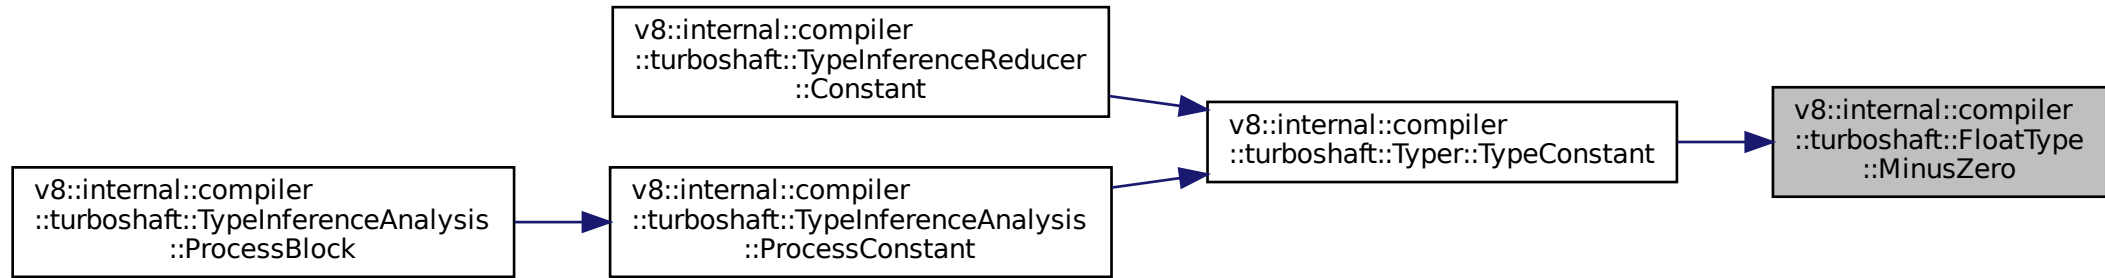 v8::internal::compiler
::turboshaft::TypeInferenceReducer
::Constant
v8::internal::compiler
::turboshaft::Typer::TypeConstant
v8::internal::compiler
::turboshaft::FloatType
::MinusZero
v8::internal::compiler
::turboshaft::TypeInferenceAnalysis
::ProcessBlock
v8::internal::compiler
::turboshaft::TypeInferenceAnalysis
::ProcessConstant